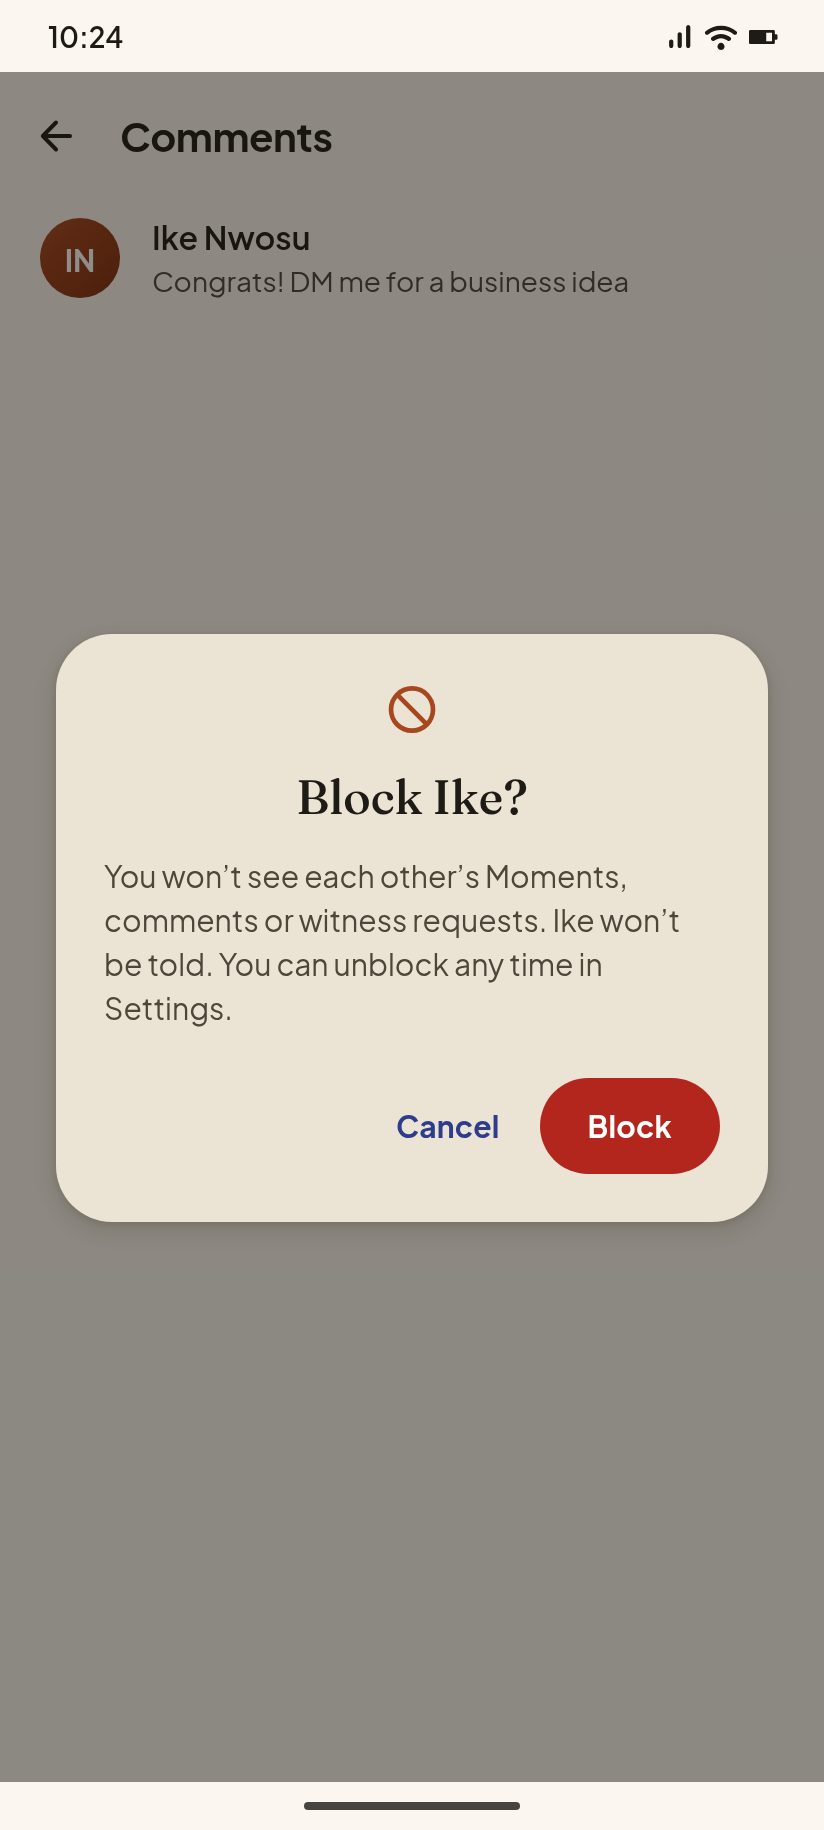 10:24
Comments
IN
Ike Nwosu
Congrats! DM me for a business idea
Block Ike?
You won’t see each other’s Moments,
comments or witness requests. Ike won’t
be told. You can unblock any time in
Settings.
Cancel
Block